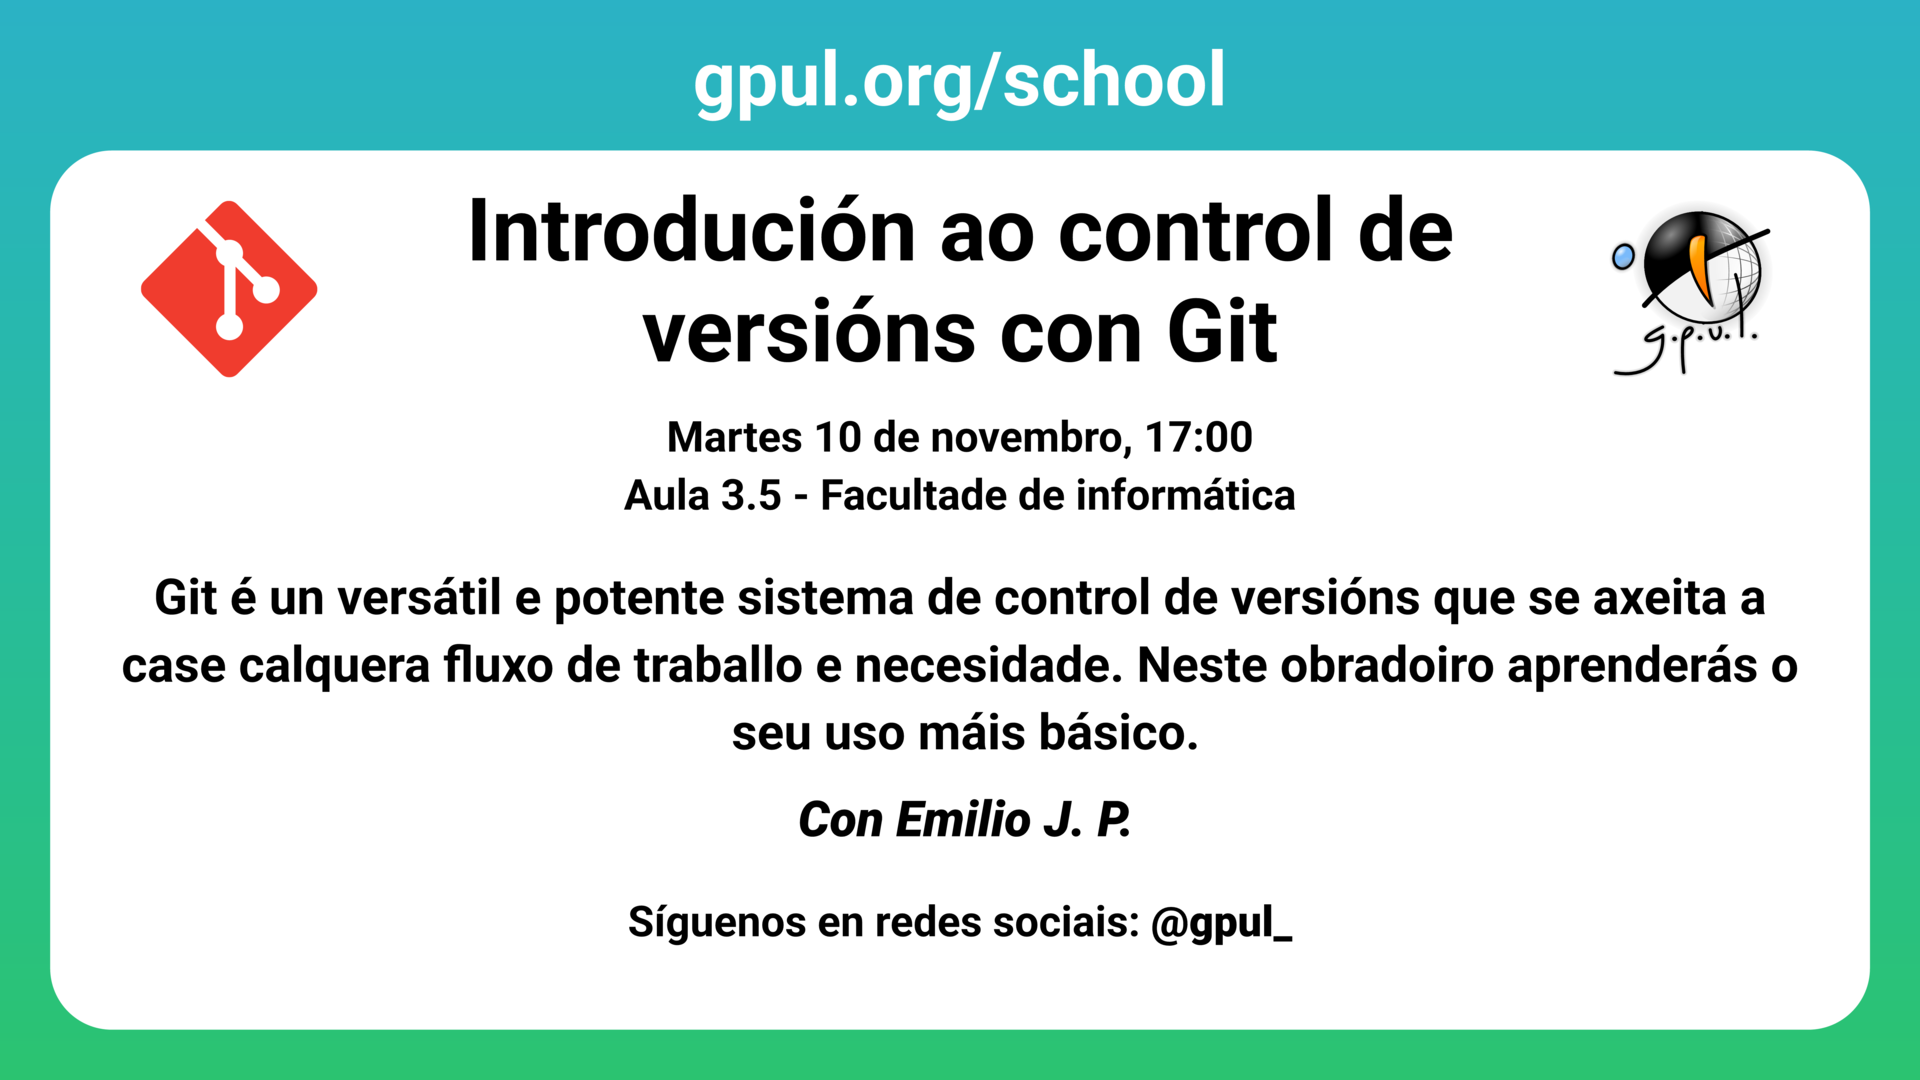 gpul.org/school
Introdución ao control de
versións con Git
g.p.u.l.
Martes 10 de novembro, 17:00
Aula 3.5 - Facultade de informática
Git é un versátil e potente sistema de control de versións que se axeita a
case calquera fluxo de traballo e necesidade. Neste obradoiro aprenderás o
seu uso máis básico.
Con Emilio J. P.
Síguenos en redes sociais: @gpul_